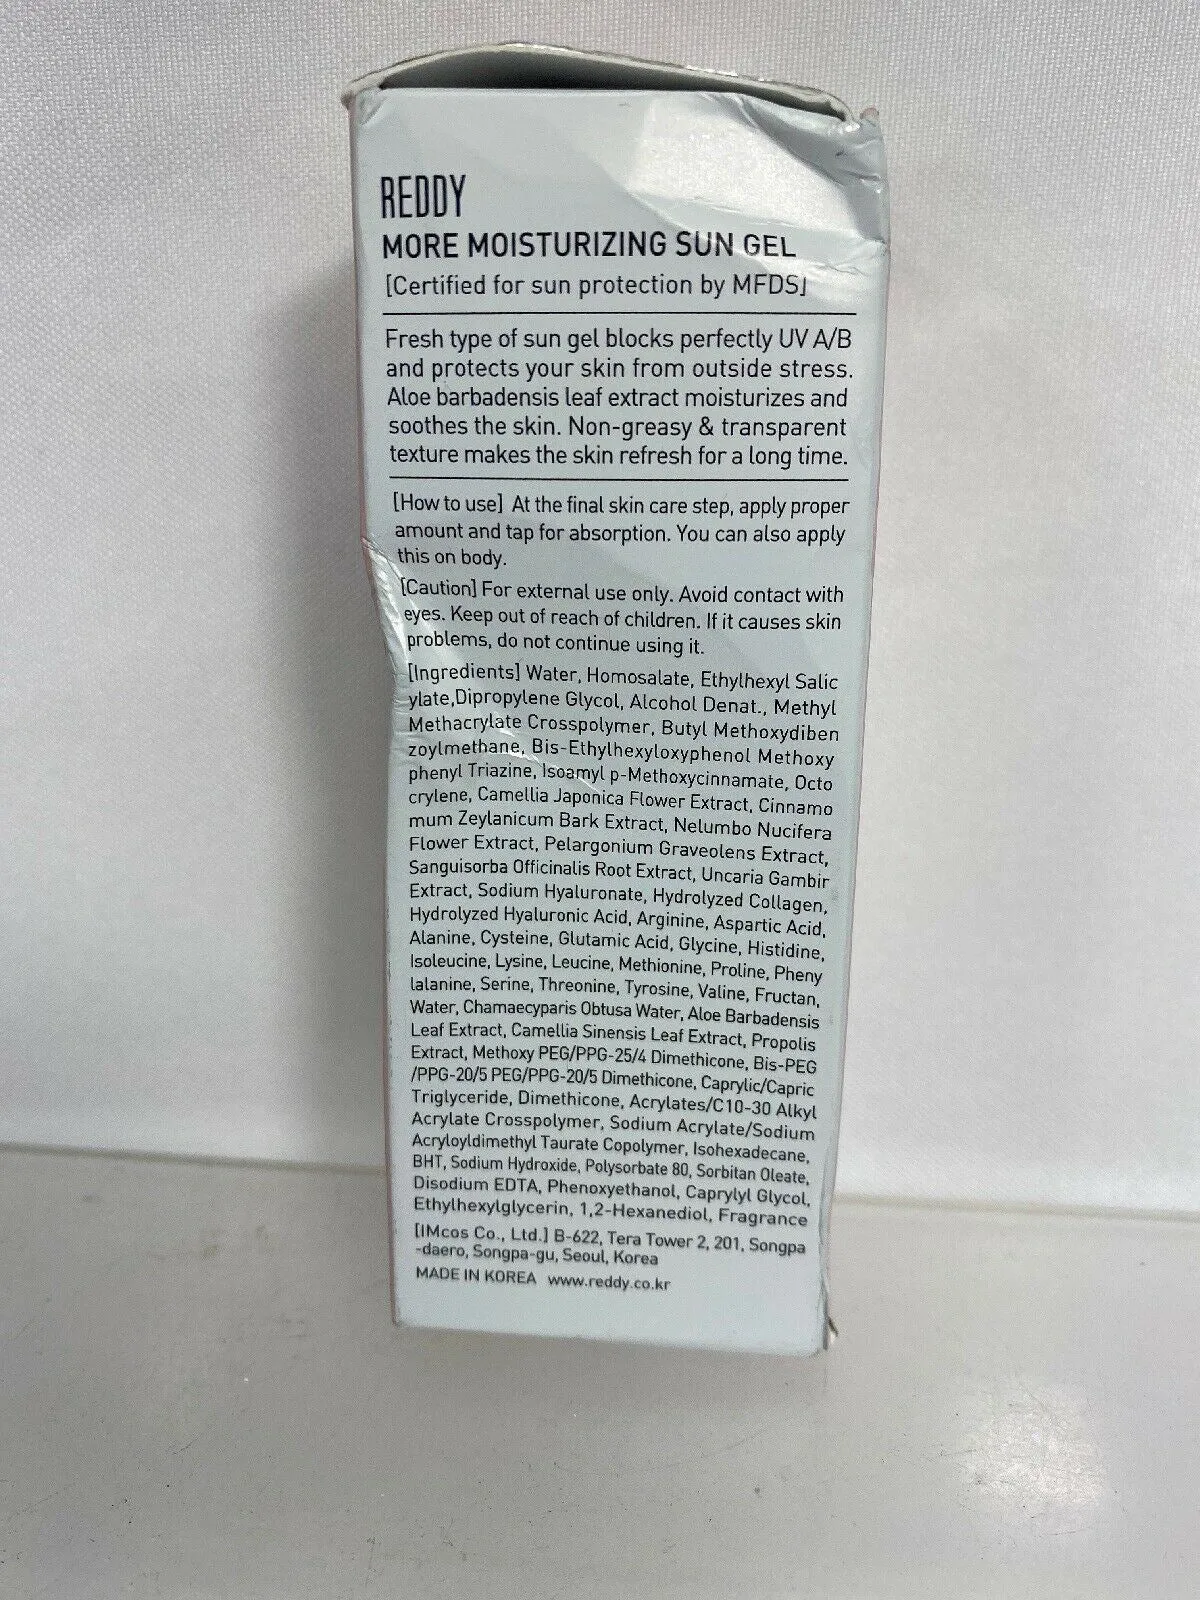 REDDY
MORE MOISTURIZING SUN GEL
[Certified for sun protection by MFDS]
Fresh type of sun gel blocks perfectly UV A/B
and protects your skin from outside stress.
Aloe barbadensis leaf extract moisturizes and
soothes the skin. Non-greasy & transparent
texture makes the skin refresh for a long time.
[How to use] At the final skin care step, apply proper
amount and tap for absorption. You can also apply
this on body.
[Caution] For external use only. Avoid contact with
eyes. Keep out of reach of children. If it causes skin
problems, do not continue using it.
[Ingredients] Water, Homosalate, Ethylhexyl Salic
ylate,Dipropylene Glycol, Alcohol Denat., Methyl
Methacrylate Crosspolymer, Butyl Methoxydiben
zoylmethane, Bis-Ethylhexyloxyphenol Methoxy
phenyl Triazine, Isoamyl p-Methoxycinnamate, Octo
crylene, Camellia Japonica Flower Extract, Cinnamo
mum Zeylanicum Bark Extract, Nelumbo Nucifera
Flower Extract, Pelargonium Graveolens Extract,
Sanguisorba Officinalis Root Extract, Uncaria Gambir
Extract, Sodium Hyaluronate, Hydrolyzed Collagen,
Hydrolyzed Hyaluronic Acid, Arginine, Aspartic Acid,
Alanine, Cysteine, Glutamic Acid, Glycine, Histidine,
Isoleucine, Lysine, Leucine, Methionine, Proline, Pheny
lalanine, Serine, Threonine, Tyrosine, Valine, Fructan,
Water, Chamaecyparis Obtusa Water, Aloe Barbadensis
Leaf Extract, Camellia Sinensis Leaf Extract, Propolis
Extract, Methoxy PEG/PPG-25/4 Dimethicone, Bis-PEG
/PPG-20/5 PEG/PPG-20/5 Dimethicone, Caprylic/Capric
Triglyceride, Dimethicone, Acrylates/C10-30 Alkyl
Acrylate Crosspolymer, Sodium Acrylate/Sodium
Acryloyldimethyl Taurate Copolymer, Isohexadecane,
BHT, Sodium Hydroxide, Polysorbate 80, Sorbitan Oleate,
Disodium EDTA, Phenoxyethanol, Caprylyl Glycol,
Ethylhexylglycerin, 1,2-Hexanediol, Fragrance
[IMcos Co., Ltd.] B-622, Tera Tower 2, 201, Songpa
-daero, Songpa-gu, Seoul, Korea
MADE IN KOREA www.reddy.co.kr